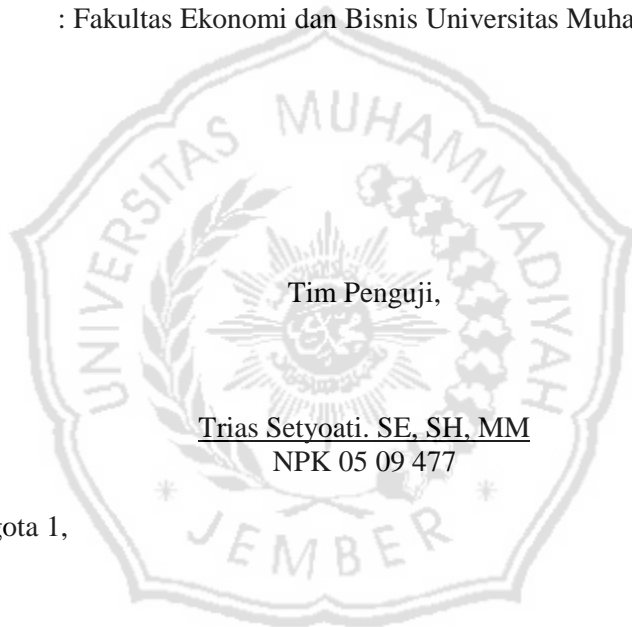 : Fakultas Ekonomi dan Bisnis Universitas Muha
UNIVERSITAS MUHAMMADIYAH
Tim Penguji,
Trias Setyoati. SE, SH, MM
NPK 05 09 477
gota 1,
JEMBER